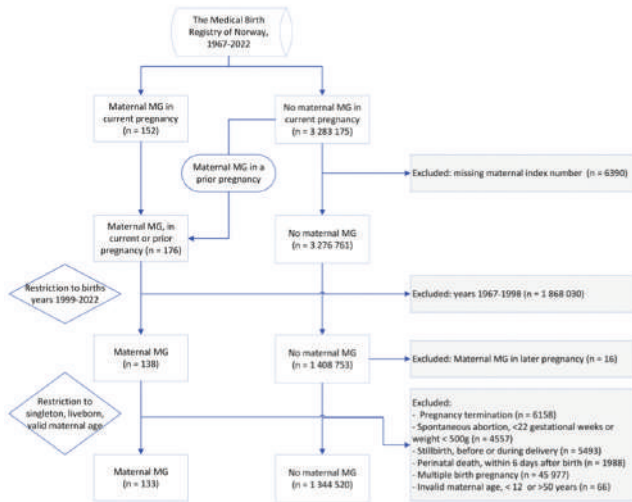 The Medical Birth
Registry of Norway,
1967-2022
Maternal MG in
current pregnancy
(n = 152)
No maternal MG in
current pregnancy
(n = 3 283 175)
Maternal MG in a
prior pregnancy
Excluded: missing maternal index number (n = 6390)
Maternal MG, in
current or prior
pregnancy (n = 176)
No maternal MG
(n = 3 276 761)
Restriction to births
years 1999-2022
Excluded: years 1967-1998 (n = 1 868 030)
Maternal MG
(n = 138)
No maternal MG
(n = 1 408 753)
Excluded: Maternal MG in later pregnancy (n = 16)
Restriction to
singleton, liveborn,
valid maternal age
Excluded:
- Pregnancy termination (n = 6158)
- Spontaneous abortion, <22 gestational weeks or
weight < 500g (n = 4557)
- Stillbirth, before or during delivery (n = 5493)
- Perinatal death, within 6 days after birth (n = 1988)
- Multiple birth pregnancy (n = 45 977)
- Invalid maternal age, < 12 or >50 years (n = 66)
Maternal MG
(n = 133)
No maternal MG
(n = 1 344 520)